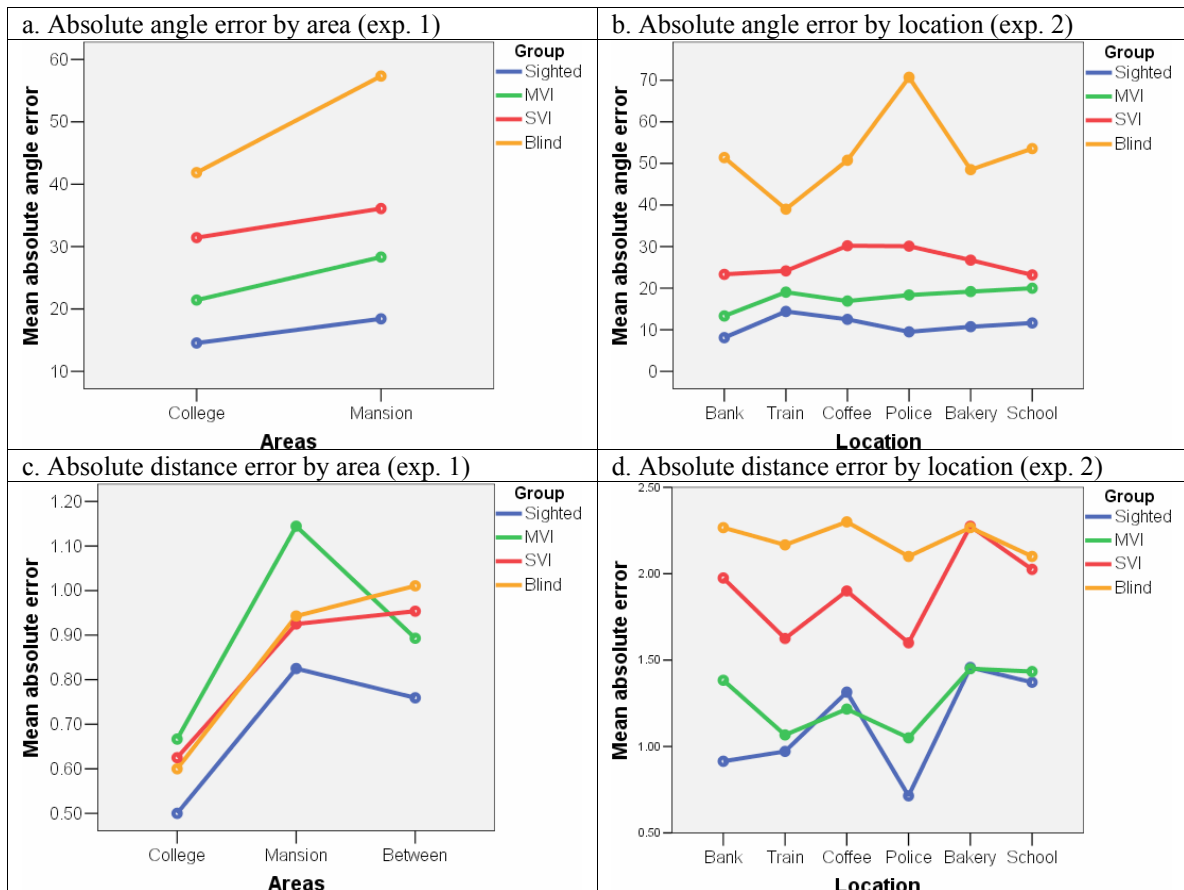 a. Absolute angle error by area (exp. 1)
Mean absolute angle error
60
50
40
30
20
10
College Mansion
Areas
Group
Sighted
MVI
SVI
Blind
b. Absolute angle error by location (exp. 2)
Mean absolute angle error
70
60
50
40
30
20
10
0
Bank Train Coffee Police Bakery School
Location
Group
Sighted
MVI
SVI
Blind
c. Absolute distance error by area (exp. 1)
Mean absolute error
1.20
1.10
1.00
0.90
0.80
0.70
0.60
0.50
College Mansion Between
Areas
Group
Sighted
MVI
SVI
Blind
d. Absolute distance error by location (exp. 2)
Mean absolute error
2.50
2.00
1.50
1.00
0.50
Bank Train Coffee Police Bakery School
Location
Group
Sighted
MVI
SVI
Blind